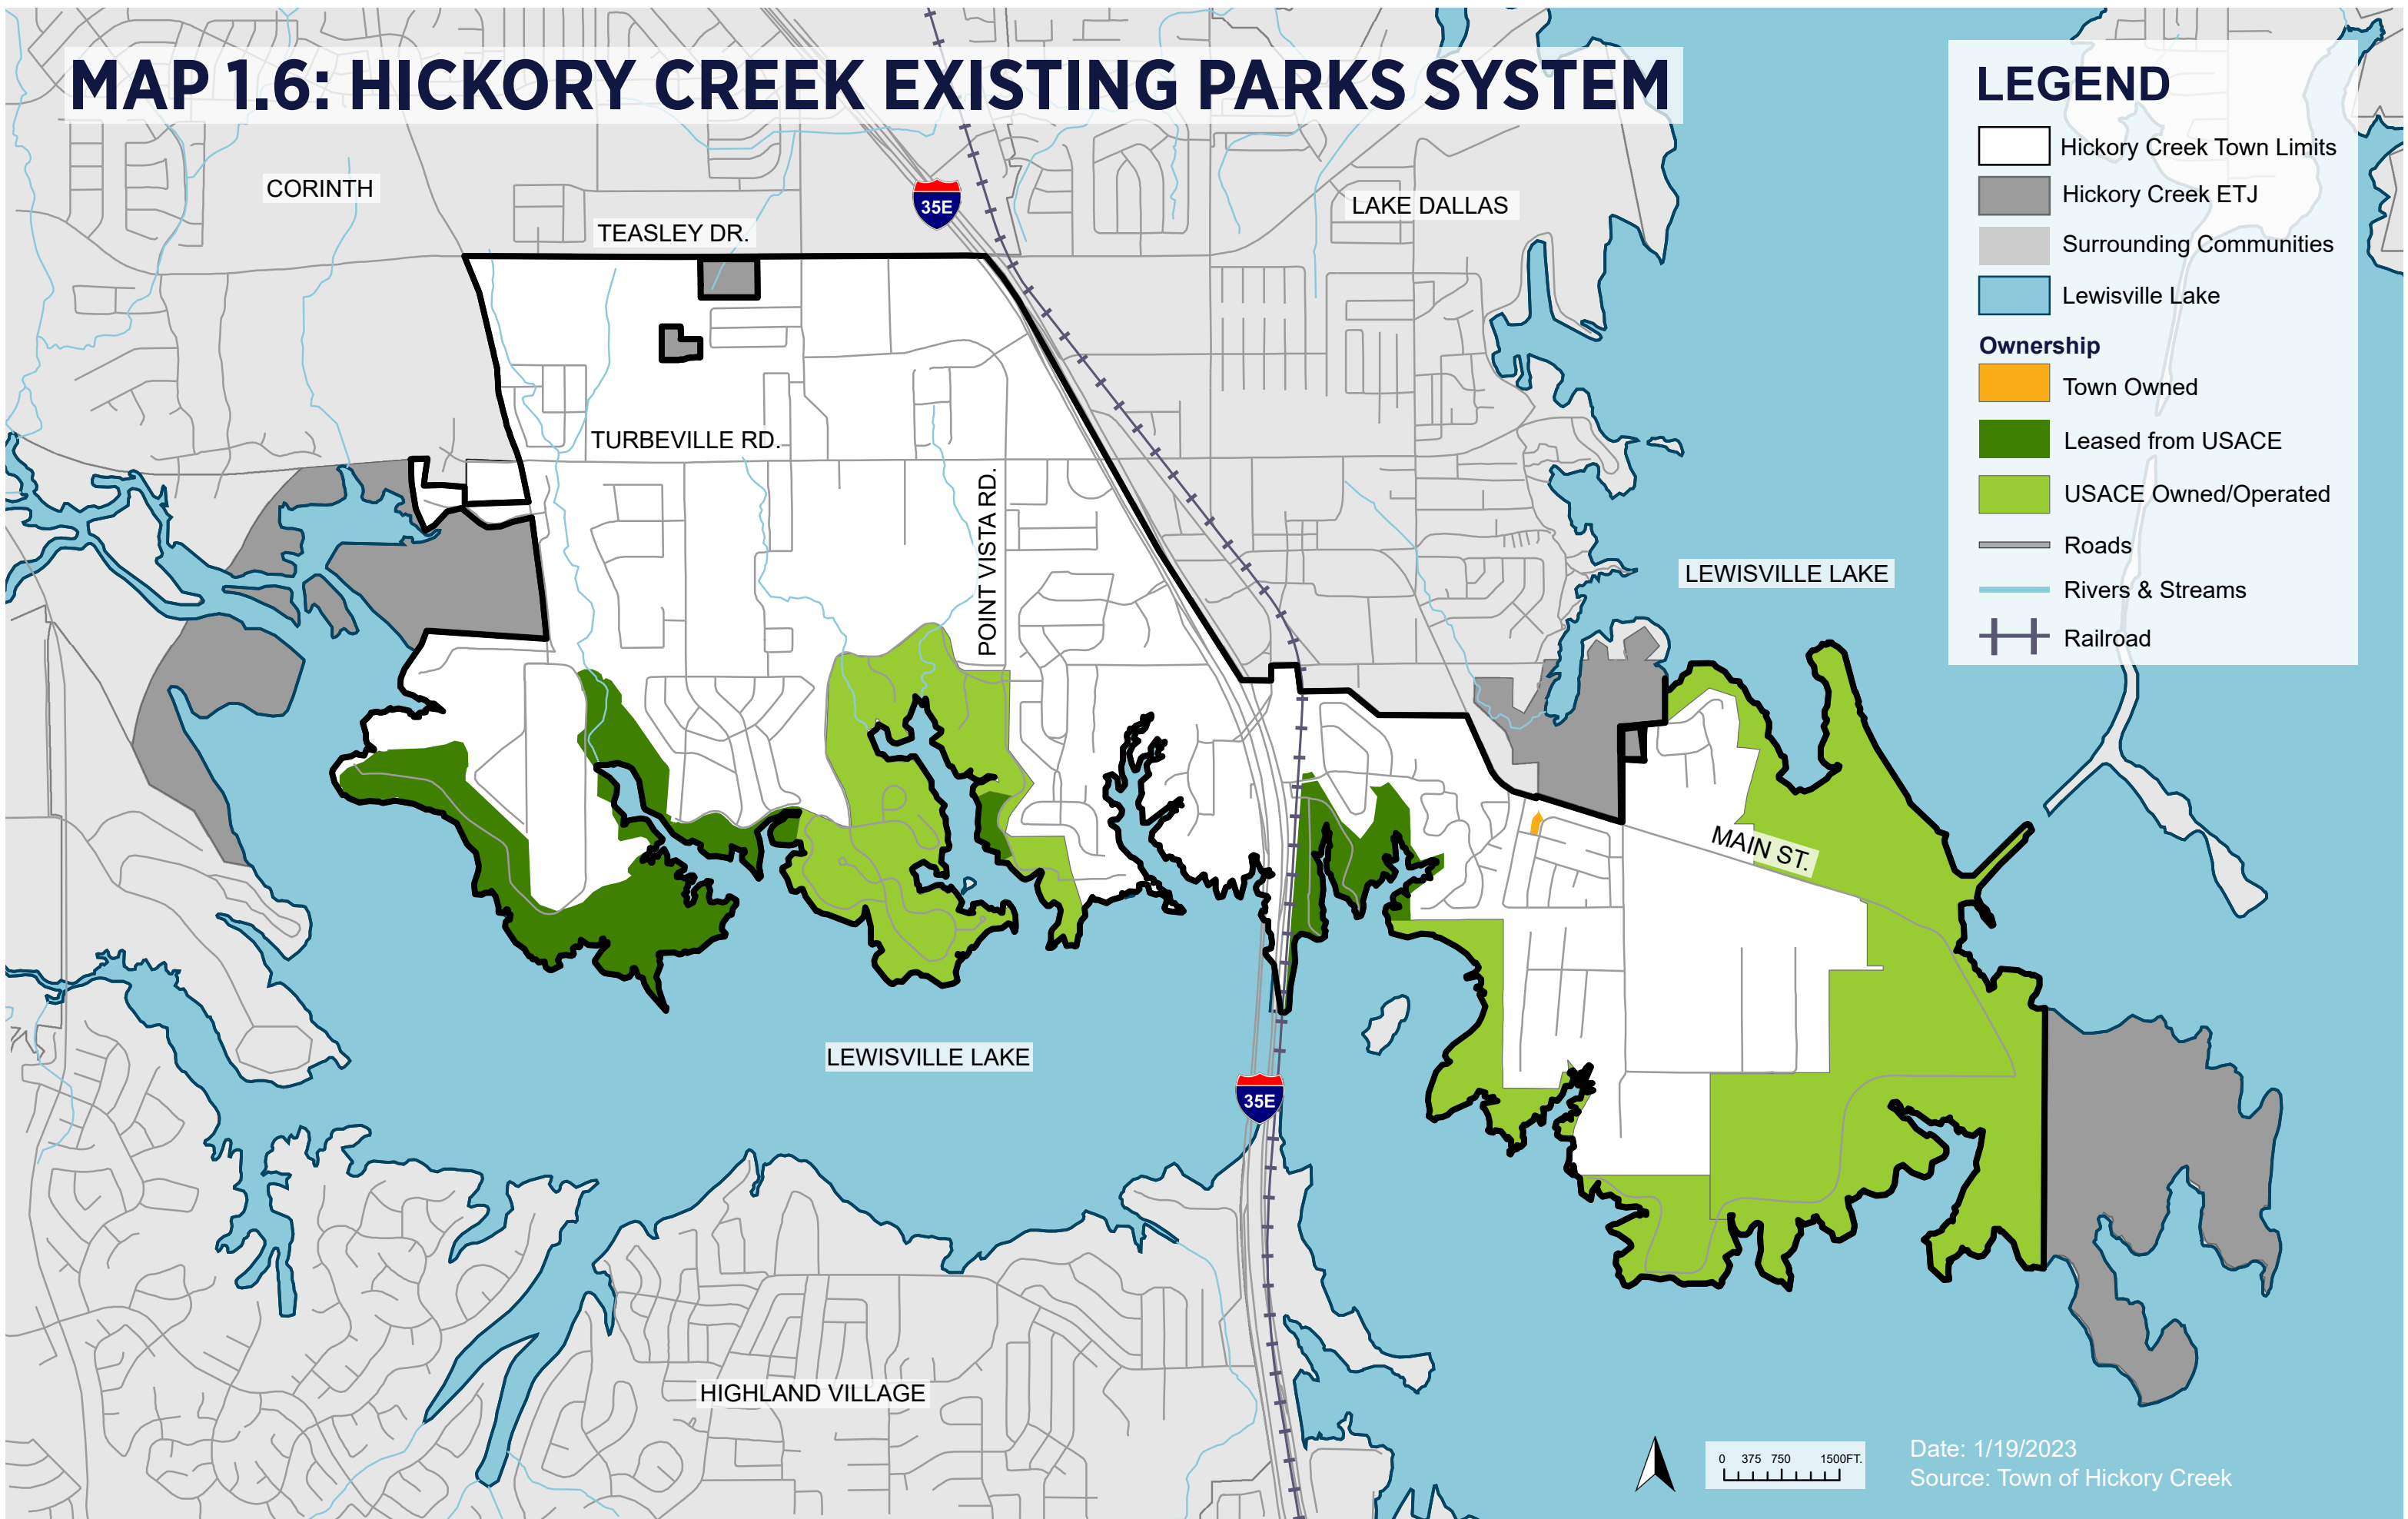 MAP 1.6: HICKORY CREEK EXISTING PARKS SYSTEM
LEGEND
Hickory Creek Town Limits
Hickory Creek ETJ
Surrounding Communities
Lewisville Lake
Ownership
Town Owned
Leased from USACE
USACE Owned/Operated
Roads
Rivers & Streams
Railroad
CORINTH
35E
LAKE DALLAS
TEASLEY DR.
TURBEVILLE RD.
POINT VISTA RD.
LEWISVILLE LAKE
MAIN ST.
LEWISVILLE LAKE
35E
HIGHLAND VILLAGE
0 375 750 1500FT.
Date: 1/19/2023
Source: Town of Hickory Creek